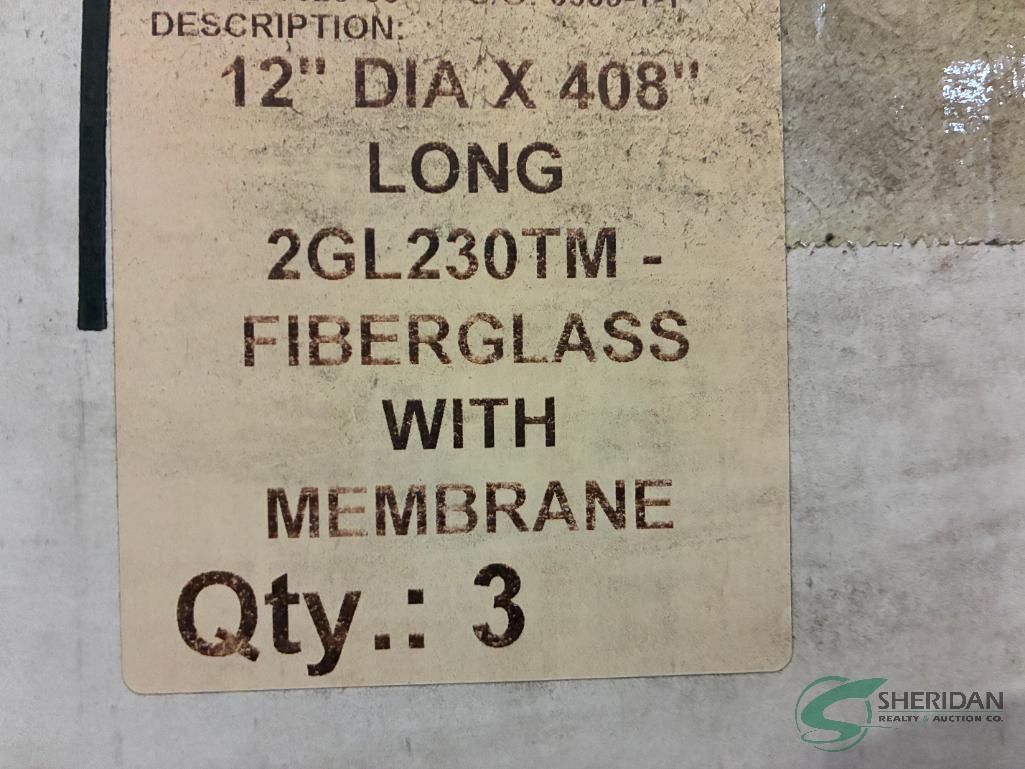 DESCRIPTION:
12" DIA X 408"
LONG
2GL230TM -
FIBERGLASS
WITH
MEMBRANE
Qty.: 3
SHERIDAN
REALTY & AUCTION CO.